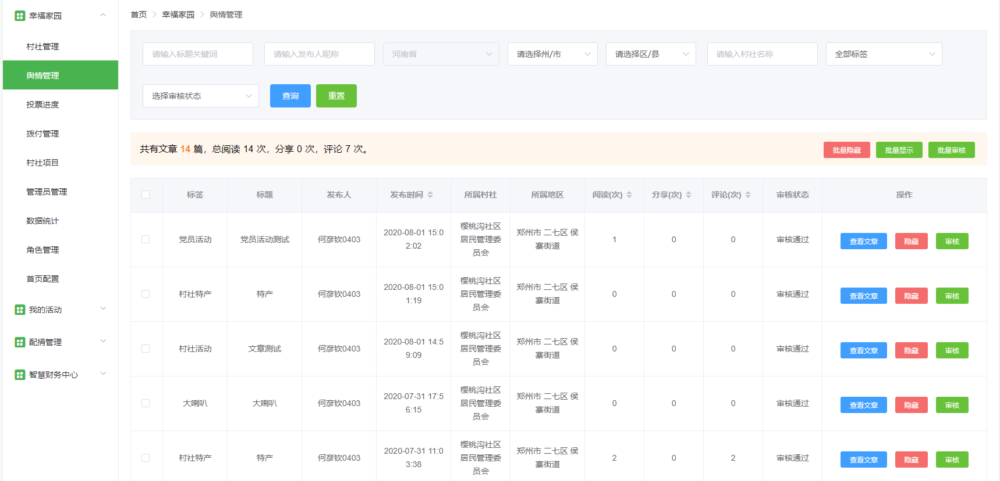 幸福家园
村社管理
舆情管理
投票进度
拨付管理
村社项目
管理员管理
数据统计
角色管理
首页配置
我的活动
配捐管理
智慧财务中心
首页 > 幸福家园 > 舆情管理
请输入标题关键词 请输入发布人昵称 河南省 请选择州/市 请选择区/县 请输入村社名称 全部标签
选择审核状态 查询 重置
共有文章 14 篇，总阅读 14 次，分享 0 次，评论 7 次。 批量隐藏 批量显示 批量审核
标签 标题 发布人 发布时间 所属村社 所属地区 阅读(次) 分享(次) 评论(次) 审核状态 操作
党员活动 党员活动测试 何彦钦0403 2020-08-01 15:0
2:02 樱桃沟社区
居民管理委
员会 郑州市 二七区 侯
寨街道 1 0 0 审核通过 查看文章 隐藏 审核
村社特产 特产 何彦钦0403 2020-08-01 15:0
1:19 樱桃沟社区
居民管理委
员会 郑州市 二七区 侯
寨街道 0 0 0 审核通过 查看文章 隐藏 审核
村社活动 文章测试 何彦钦0403 2020-08-01 14:5
9:09 樱桃沟社区
居民管理委
员会 郑州市 二七区 侯
寨街道 0 0 0 审核通过 查看文章 隐藏 审核
大喇叭 大喇叭 何彦钦0403 2020-07-31 17:5
6:15 樱桃沟社区
居民管理委
员会 郑州市 二七区 侯
寨街道 0 0 0 审核通过 查看文章 隐藏 审核
村社特产 特产 何彦钦0403 2020-07-31 11:0
3:38 樱桃沟社区
居民管理委
员会 郑州市 二七区 侯
寨街道 2 0 2 审核通过 查看文章 隐藏 审核